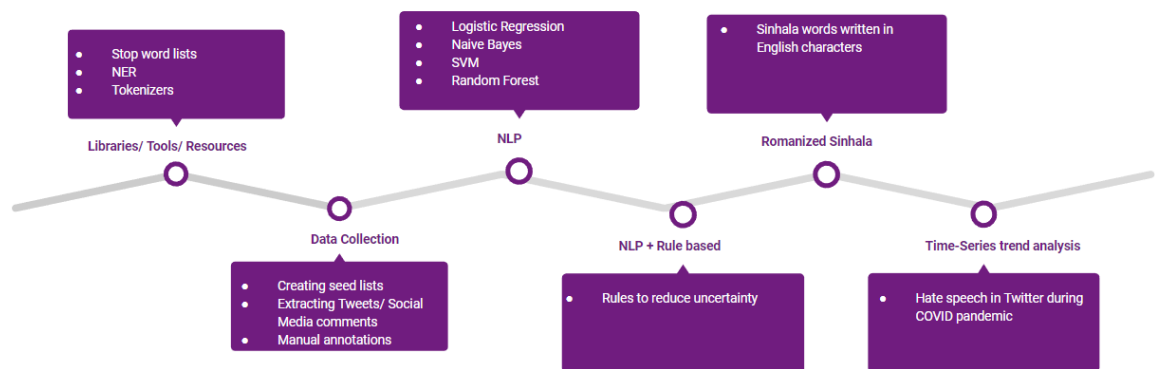 • Stop word lists
• NER
• Tokenizers
Libraries/ Tools/ Resources
Data Collection
• Creating seed lists
• Extracting Tweets/ Social
Media comments
• Manual annotations
• Logistic Regression
• Naive Bayes
• SVM
• Random Forest
NLP
NLP + Rule based
• Rules to reduce uncertainty
• Sinhala words written in
English characters
Romanized Sinhala
Time-Series trend analysis
• Hate speech in Twitter during
COVID pandemic